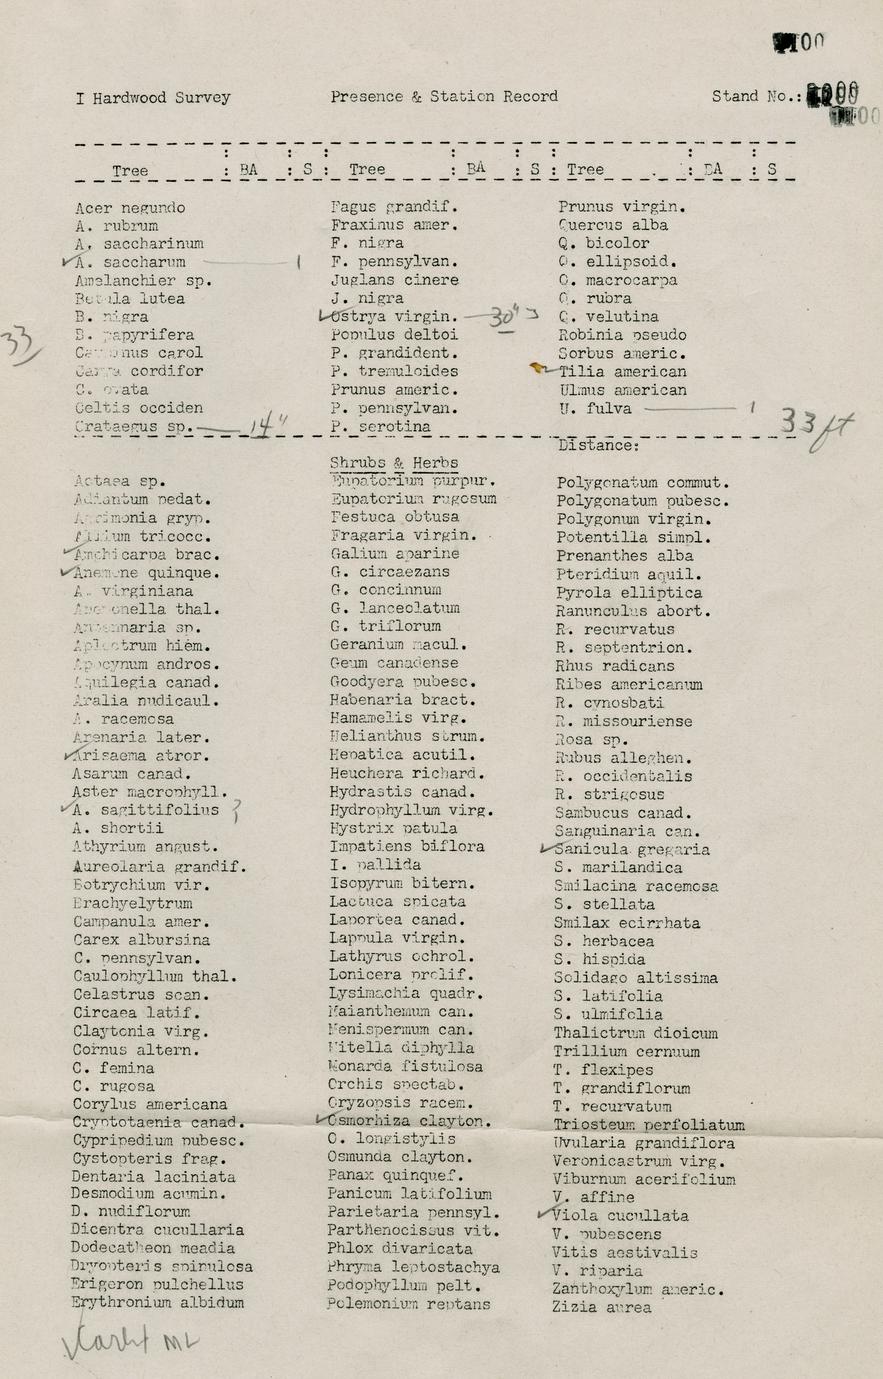 100
I Hardwood Survey Presence & Station Record Stand No.:
Tree : BA : S : Tree : BA : S : Tree : BA : S
Acer negundo Fagus grandif. Prunus virgin.
A. rubrum Fraxinus amer. Quercus alba
A. saccharinum F. nigra Q. bicolor
✓A. saccharum 1 F. pennsylvan. Q. ellipsoid.
Amelanchier sp. Juglans cinere Q. macrocarpa
Betula lutea J. nigra Q. rubra
B. nigra ✓Ostrya virgin. 30" Q. velutina
B. papyrifera Populus deltoi Robinia pseudo
33
Carpinus carol P. grandident. Sorbus americ.
Carya cordifor P. tremuloides Tilia american
C. ovata Prunus americ. Ulmus american
Celtis occiden P. pennsylvan. U. fulva 1
Crataegus sp. 14" P. serotina
Distance: 33 ft
Shrubs & Herbs
Actaea sp. Eupatorium purpur. Polygonatum commut.
Adiantum pedat. Eupatorium rugosum Polygonatum pubesc.
Agrimonia gryp. Festuca obtusa Polygonum virgin.
Allium tricocc. Fragaria virgin. Potentilla simpl.
✓Amphicarpa brac. Galium aparine Prenanthes alba
✓Anemone quinque. G. circaezans Pteridium aquil.
A. virginiana G. concinnum Pyrola elliptica
Anemonella thal. G. lanceolatum Ranunculus abort.
Antennaria sp. G. triflorum R. recurvatus
Aplectrum hiem. Geranium macul. R. septentrion.
Apocynum andros. Geum canadense Rhus radicans
Aquilegia canad. Goodyera pubesc. Ribes americanum
Aralia nudicaul. Habenaria bract. R. cynosbati
A. racemosa Hamamelis virg. R. missouriense
Arenaria later. Helianthus strum. Rosa sp.
✓Arisaema atror. Hepatica acutil. Rubus alleghen.
Asarum canad. Heuchera richard. R. occidentalis
Aster macrophyll. Hydrastis canad. R. strigosus
✓A. sagittifolius ? Hydrophyllum virg. Sambucus canad.
A. shortii Hystrix patula Sanguinaria can.
Athyrium angust. Impatiens biflora ✓Sanicula gregaria
Aureolaria grandif. I. pallida S. marilandica
Botrychium vir. Isopyrum bitern. Smilacina racemosa
Brachyelytrum Lactuca spicata S. stellata
Campanula amer. Laportea canad. Smilax ecirrhata
Carex albursina Lappula virgin. S. herbacea
C. pennsylvan. Lathyrus ochrol. S. hispida
Caulophyllum thal. Lonicera prolif. Solidago altissima
Celastrus scan. Lysimachia quadr. S. latifolia
Circaea latif. Maianthemum can. S. ulmifolia
Claytonia virg. Menispermum can. Thalictrum dioicum
Cornus altern. Mitella diphylla Trillium cernuum
C. femina Monarda fistulosa T. flexipes
C. rugosa Orchis spectab. T. grandiflorum
Corylus americana Oryzopsis racem. T. recurvatum
Cryptotaenia canad. ✓Osmorhiza clayton. Triosteum perfoliatum
Cypripedium pubesc. O. longistylis Uvularia grandiflora
Cystopteris frag. Osmunda clayton. Veronicastrum virg.
Dentaria laciniata Panax quinquef. Viburnum acerifolium
Desmodium acumin. Panicum latifolium V. affine
D. nudiflorum Parietaria pennsyl. ✓Viola cucullata
Dicentra cucullaria Parthenocissus vit. V. pubescens
Dodecatheon meadia Phlox divaricata Vitis aestivalis
Dryopteris spinulosa Phryma leptostachya V. riparia
Erigeron pulchellus Podophyllum pelt. Zanthoxylum americ.
Erythronium albidum Polemonium reptans Zizia aurea